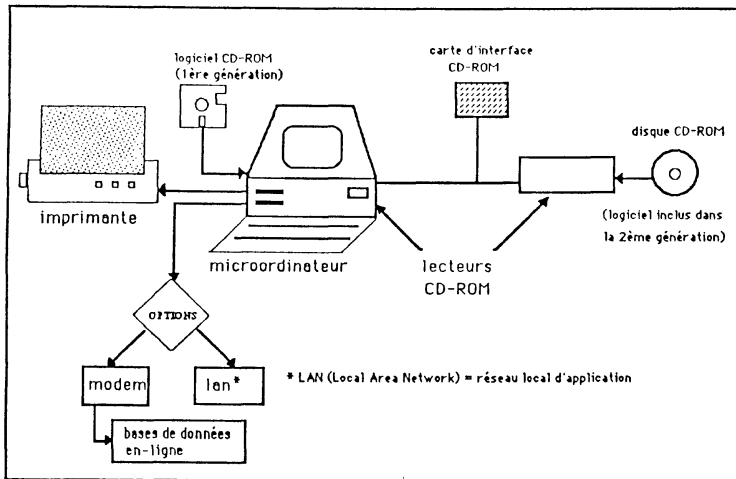 logiciel CD-ROM
(1ère génération)
carte d'interface
CD-ROM
disque CD-ROM
imprimante
(logiciel inclus dans
la 2ème génération)
microordinateur
lecteurs
CD-ROM
OPTIONS
modem
lan*
* LAN (Local Area Network) = réseau local d'application
bases de données
en-ligne